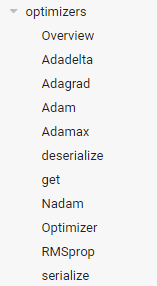 optimizers
Overview
Adadelta
Adagrad
Adam
Adamax
deserialize
get
Nadam
Optimizer
RMSprop
serialize